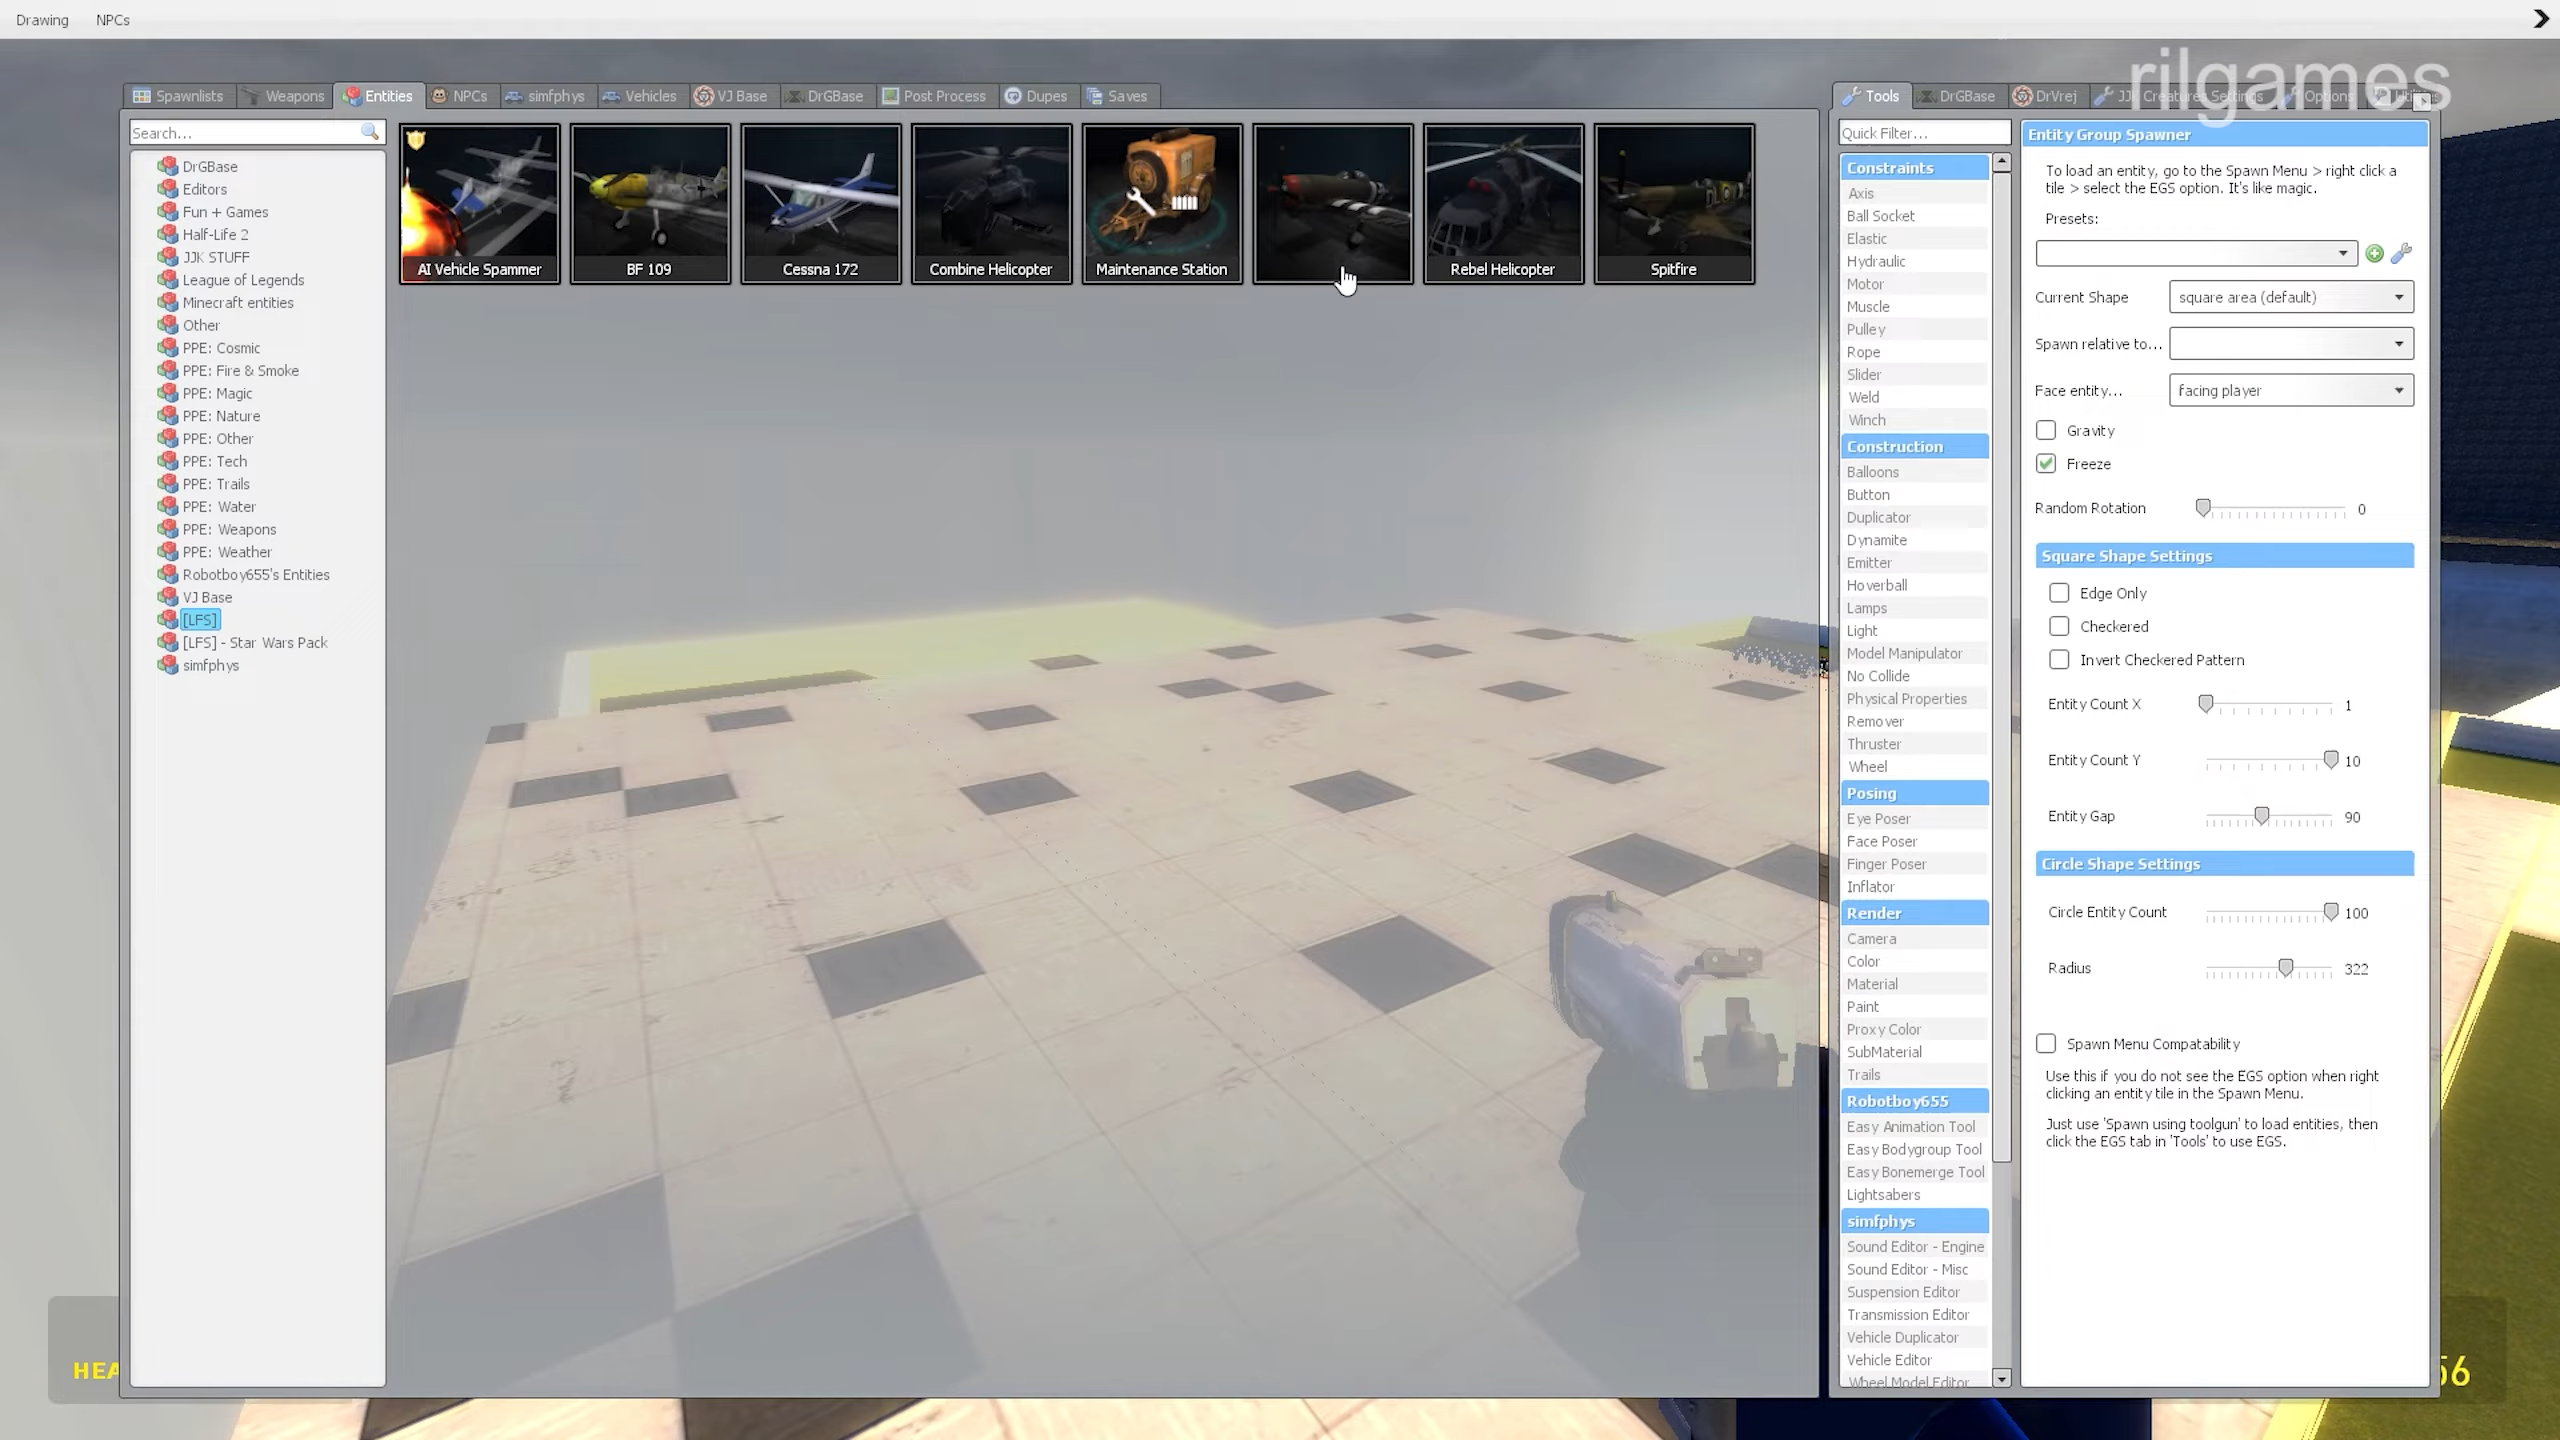 Drawing NPCs
rilgames
Spawnlists Weapons Entities NPCs simfphys Vehicles VJ Base DrGBase Post Process Dupes Saves
Tools DrGBase DrVrej JJK Creatures Settings Options
Search...
DrGBase
Editors
Fun + Games
Half-Life 2
JJK STUFF
League of Legends
Minecraft entities
Other
PPE: Cosmic
PPE: Fire & Smoke
PPE: Magic
PPE: Nature
PPE: Other
PPE: Tech
PPE: Trails
PPE: Water
PPE: Weapons
PPE: Weather
Robotboy655's Entities
VJ Base
[LFS]
[LFS] - Star Wars Pack
simfphys
AI Vehicle Spammer
BF 109
Cessna 172
Combine Helicopter
Maintenance Station
Rebel Helicopter
Spitfire
Quick Filter...
Constraints
Axis
Ball Socket
Elastic
Hydraulic
Motor
Muscle
Pulley
Rope
Slider
Weld
Winch
Construction
Balloons
Button
Duplicator
Dynamite
Emitter
Hoverball
Lamps
Light
Model Manipulator
No Collide
Physical Properties
Remover
Thruster
Wheel
Posing
Eye Poser
Face Poser
Finger Poser
Inflator
Render
Camera
Color
Material
Paint
Proxy Color
SubMaterial
Trails
Robotboy655
Easy Animation Tool
Easy Bodygroup Tool
Easy Bonemerge Tool
Lightsabers
simfphys
Sound Editor - Engine
Sound Editor - Misc
Suspension Editor
Transmission Editor
Vehicle Duplicator
Vehicle Editor
Wheel Model Editor
Entity Group Spawner
To load an entity, go to the Spawn Menu > right click a
tile > select the EGS option. It's like magic.
Presets:
Current Shape square area (default)
Spawn relative to...
Face entity... facing player
Gravity
Freeze
Random Rotation 0
Square Shape Settings
Edge Only
Checkered
Invert Checkered Pattern
Entity Count X 1
Entity Count Y 10
Entity Gap 90
Circle Shape Settings
Circle Entity Count 100
Radius 322
Spawn Menu Compatability
Use this if you do not see the EGS option when right
clicking an entity tile in the Spawn Menu.
Just use 'Spawn using toolgun' to load entities, then
click the EGS tab in 'Tools' to use EGS.
HEA
56